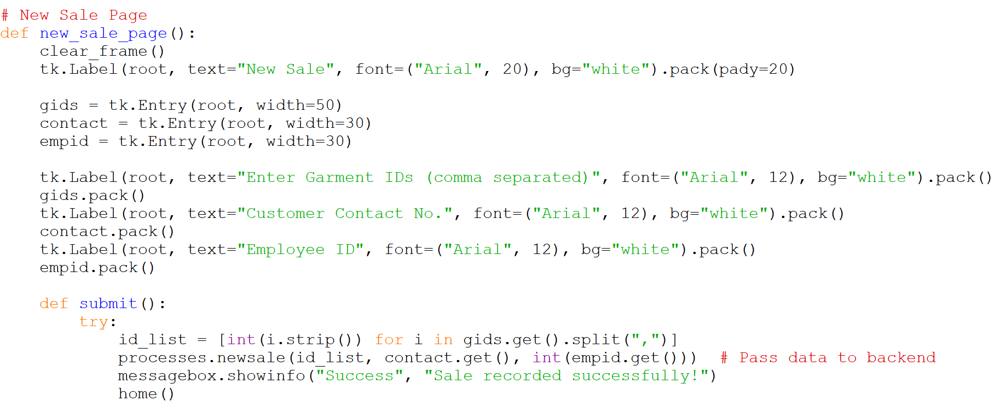 # New Sale Page
def new_sale_page():
    clear_frame()
    tk.Label(root, text="New Sale", font=("Arial", 20), bg="white").pack(pady=20)

    gids = tk.Entry(root, width=50)
    contact = tk.Entry(root, width=30)
    empid = tk.Entry(root, width=30)

    tk.Label(root, text="Enter Garment IDs (comma separated)", font=("Arial", 12), bg="white").pack()
    gids.pack()
    tk.Label(root, text="Customer Contact No.", font=("Arial", 12), bg="white").pack()
    contact.pack()
    tk.Label(root, text="Employee ID", font=("Arial", 12), bg="white").pack()
    empid.pack()

    def submit():
        try:
            id_list = [int(i.strip()) for i in gids.get().split(",")]
            processes.newsale(id_list, contact.get(), int(empid.get()))  # Pass data to backend
            messagebox.showinfo("Success", "Sale recorded successfully!")
            home()